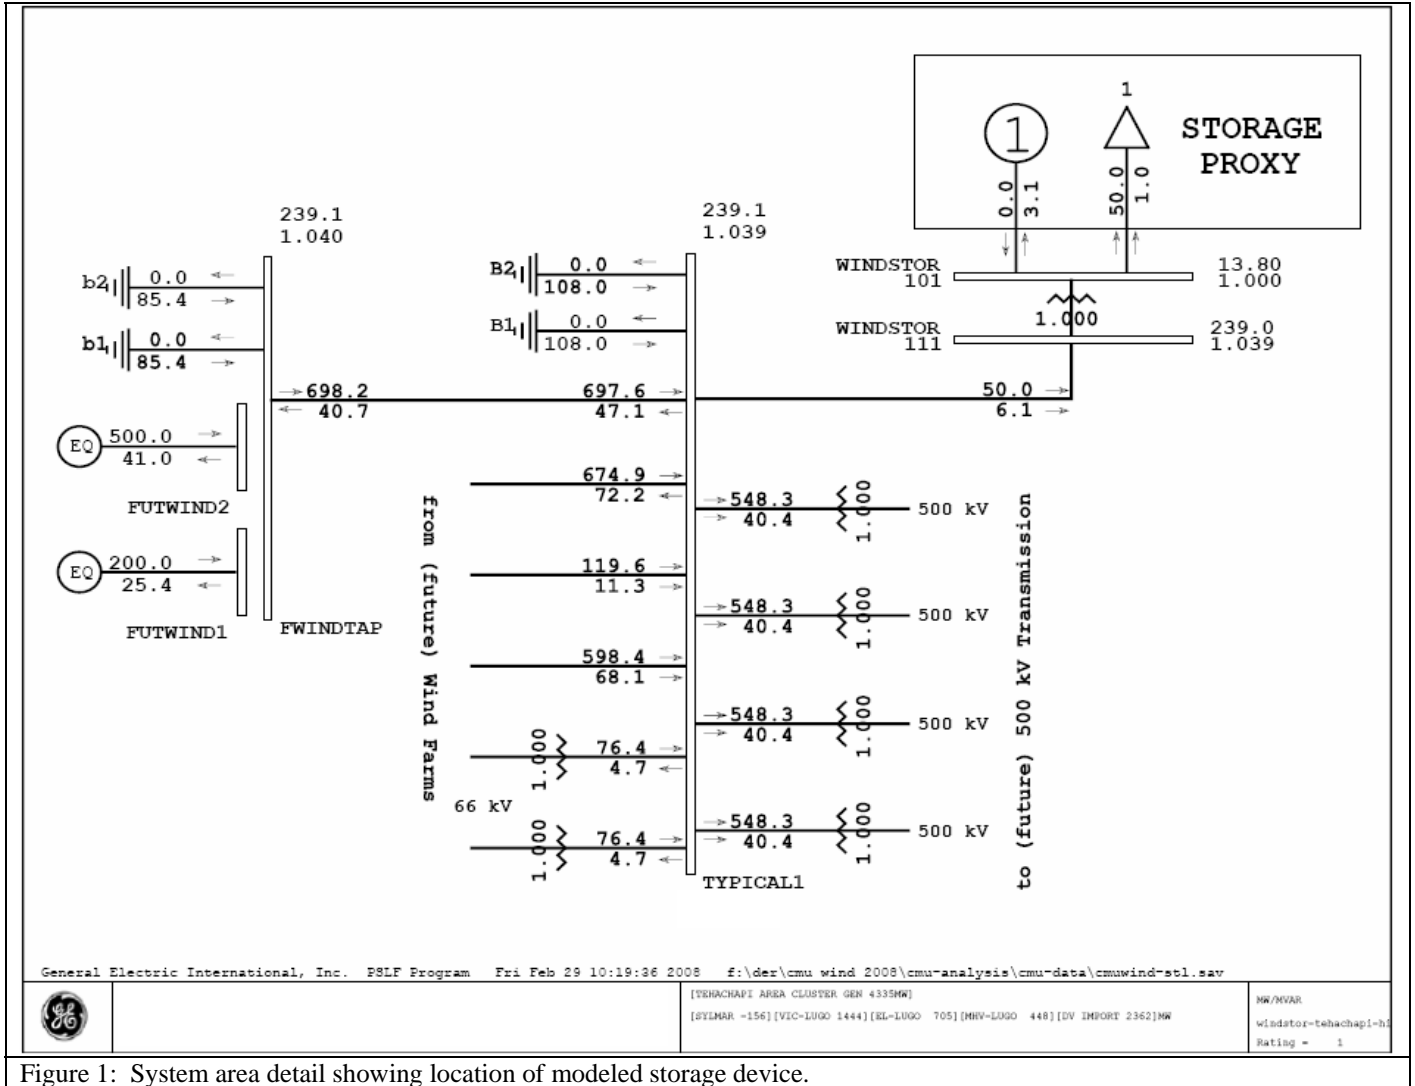 1
1
STORAGE
PROXY
0.0
3.1
50.0
1.0
239.1
1.040
239.1
1.039
WINDSTOR
101
13.80
1.000
1.000
WINDSTOR
111
239.0
1.039
b2
0.0
85.4
b1
0.0
85.4
B2
0.0
108.0
B1
0.0
108.0
698.2
40.7
697.6
47.1
50.0
6.1
EQ
500.0
41.0
FUTWIND2
EQ
200.0
25.4
FUTWIND1
FWINDTAP
from (future) Wind Farms
674.9
72.2
119.6
11.3
598.4
68.1
1.000
76.4
4.7
66 kV
1.000
76.4
4.7
548.3
40.4
1.000
500 kV
548.3
40.4
1.000
500 kV
548.3
40.4
1.000
500 kV
548.3
40.4
1.000
500 kV
to (future) 500 kV Transmission
TYPICAL1
General Electric International, Inc. PSLF Program Fri Feb 29 10:19:36 2008 f:\der\cmu wind 2008\cmu-analysis\cmu-data\cmuwind-stl.sav
[TEHACHAPI AREA CLUSTER GEN 4335MW]
[SYLMAR -156][VIC-LUGO 1444][EL-LUGO 705][MHV-LUGO 448][DV IMPORT 2362]MW
MW/MVAR
windstor-tehachapi-hi
Rating = 1
Figure 1: System area detail showing location of modeled storage device.